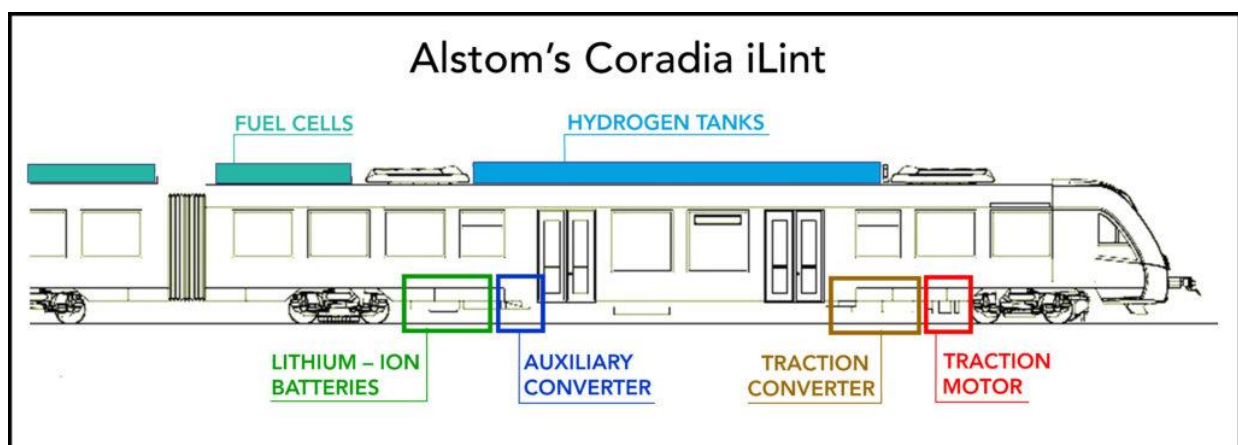 Alstom's Coradia iLint
FUEL CELLS
HYDROGEN TANKS
LITHIUM – ION
BATTERIES
AUXILIARY
CONVERTER
TRACTION
CONVERTER
TRACTION
MOTOR